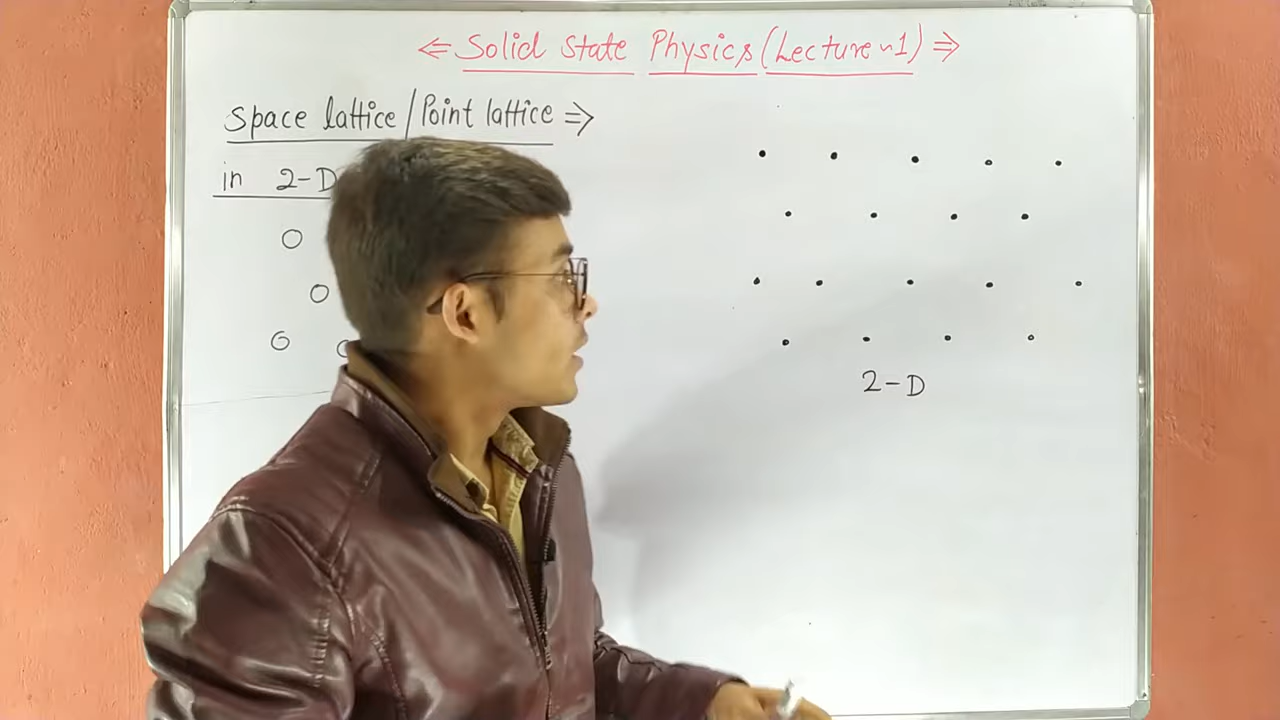 ⇐ Solid State Physics (Lecture-1) ⇒
Space lattice / Point lattice ⇒
in 2-D
2-D